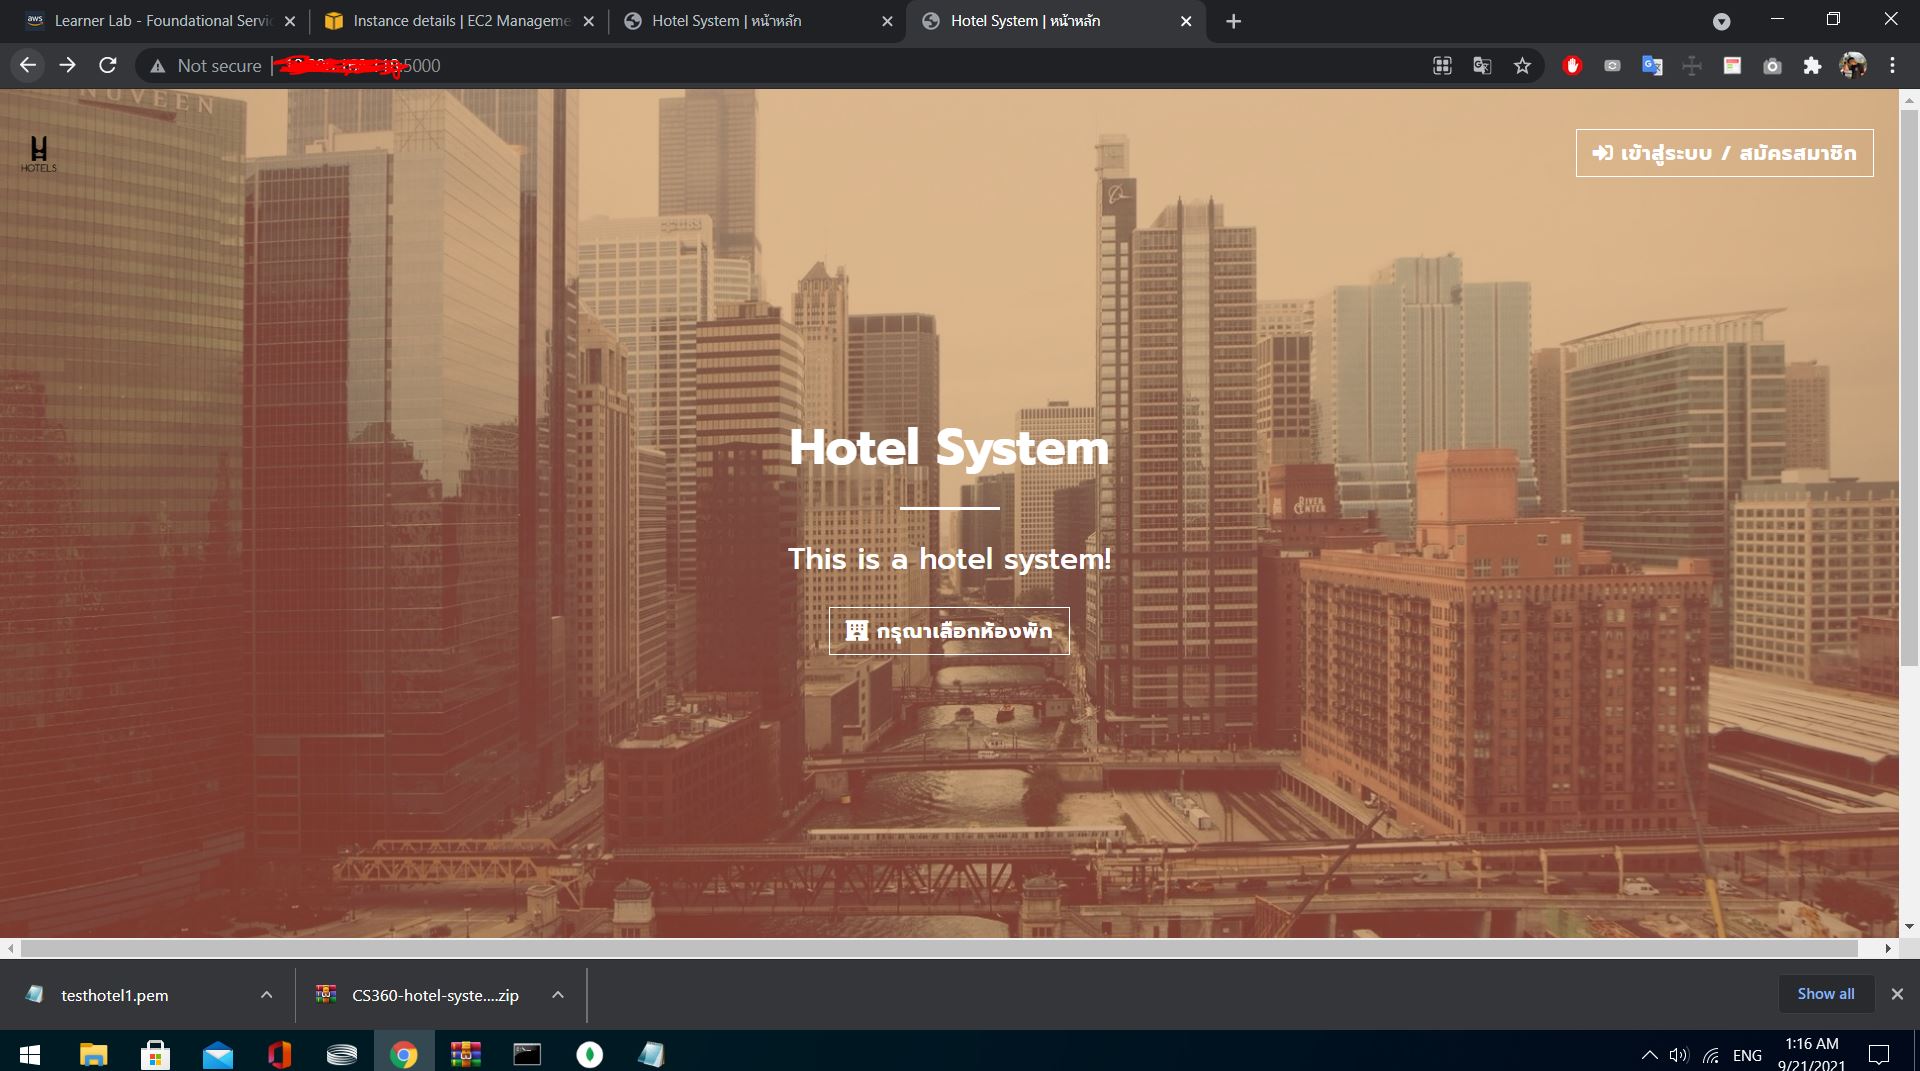 Learner Lab - Foundational Servic
Instance details | EC2 Manageme
Hotel System | หน้าหลัก
Hotel System | หน้าหลัก
Not secure
:5000
NUVEEN
HOTELS
เข้าสู่ระบบ / สมัครสมาชิก
UBS
Hotel System
RIVER CENTER
This is a hotel system!
กรุณาเลือกห้องพัก
testhotel1.pem
CS360-hotel-syste....zip
Show all
ENG
1:16 AM
9/21/2021